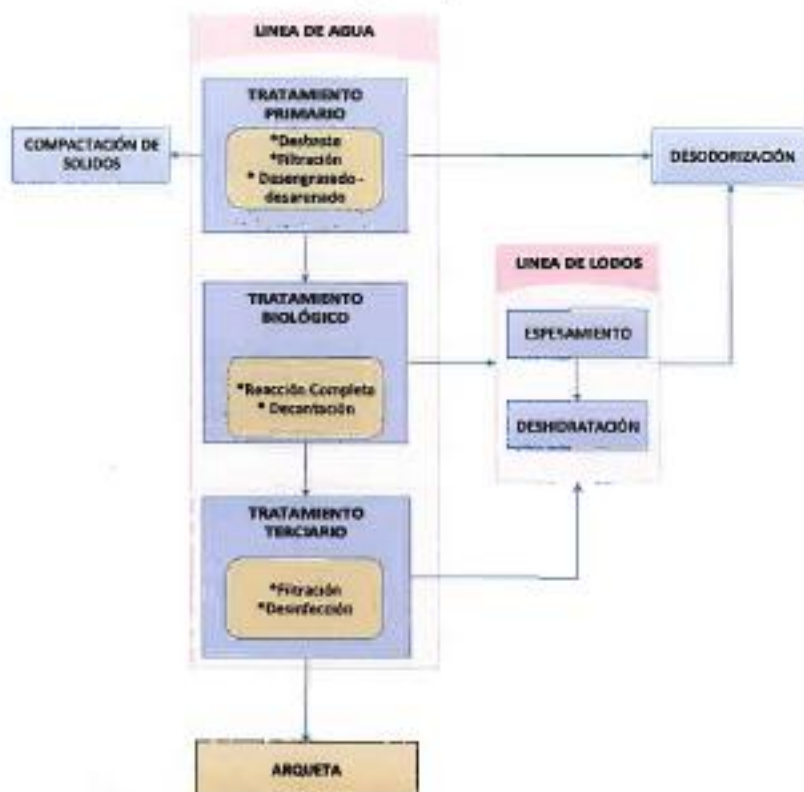 LINEA DE AGUA
TRATAMIENTO
PRIMARIO
*Desbaste
*Filtración
* Desengrasado -
desarenado
COMPACTACIÓN DE
SOLIDOS
DESODORIZACIÓN
TRATAMIENTO
BIOLÓGICO
*Reacción Completa
* Decantación
LINEA DE LODOS
ESPESAMIENTO
DESHIDRATACIÓN
TRATAMIENTO
TERCIARIO
*Filtración
*Desinfección
ARQUETA